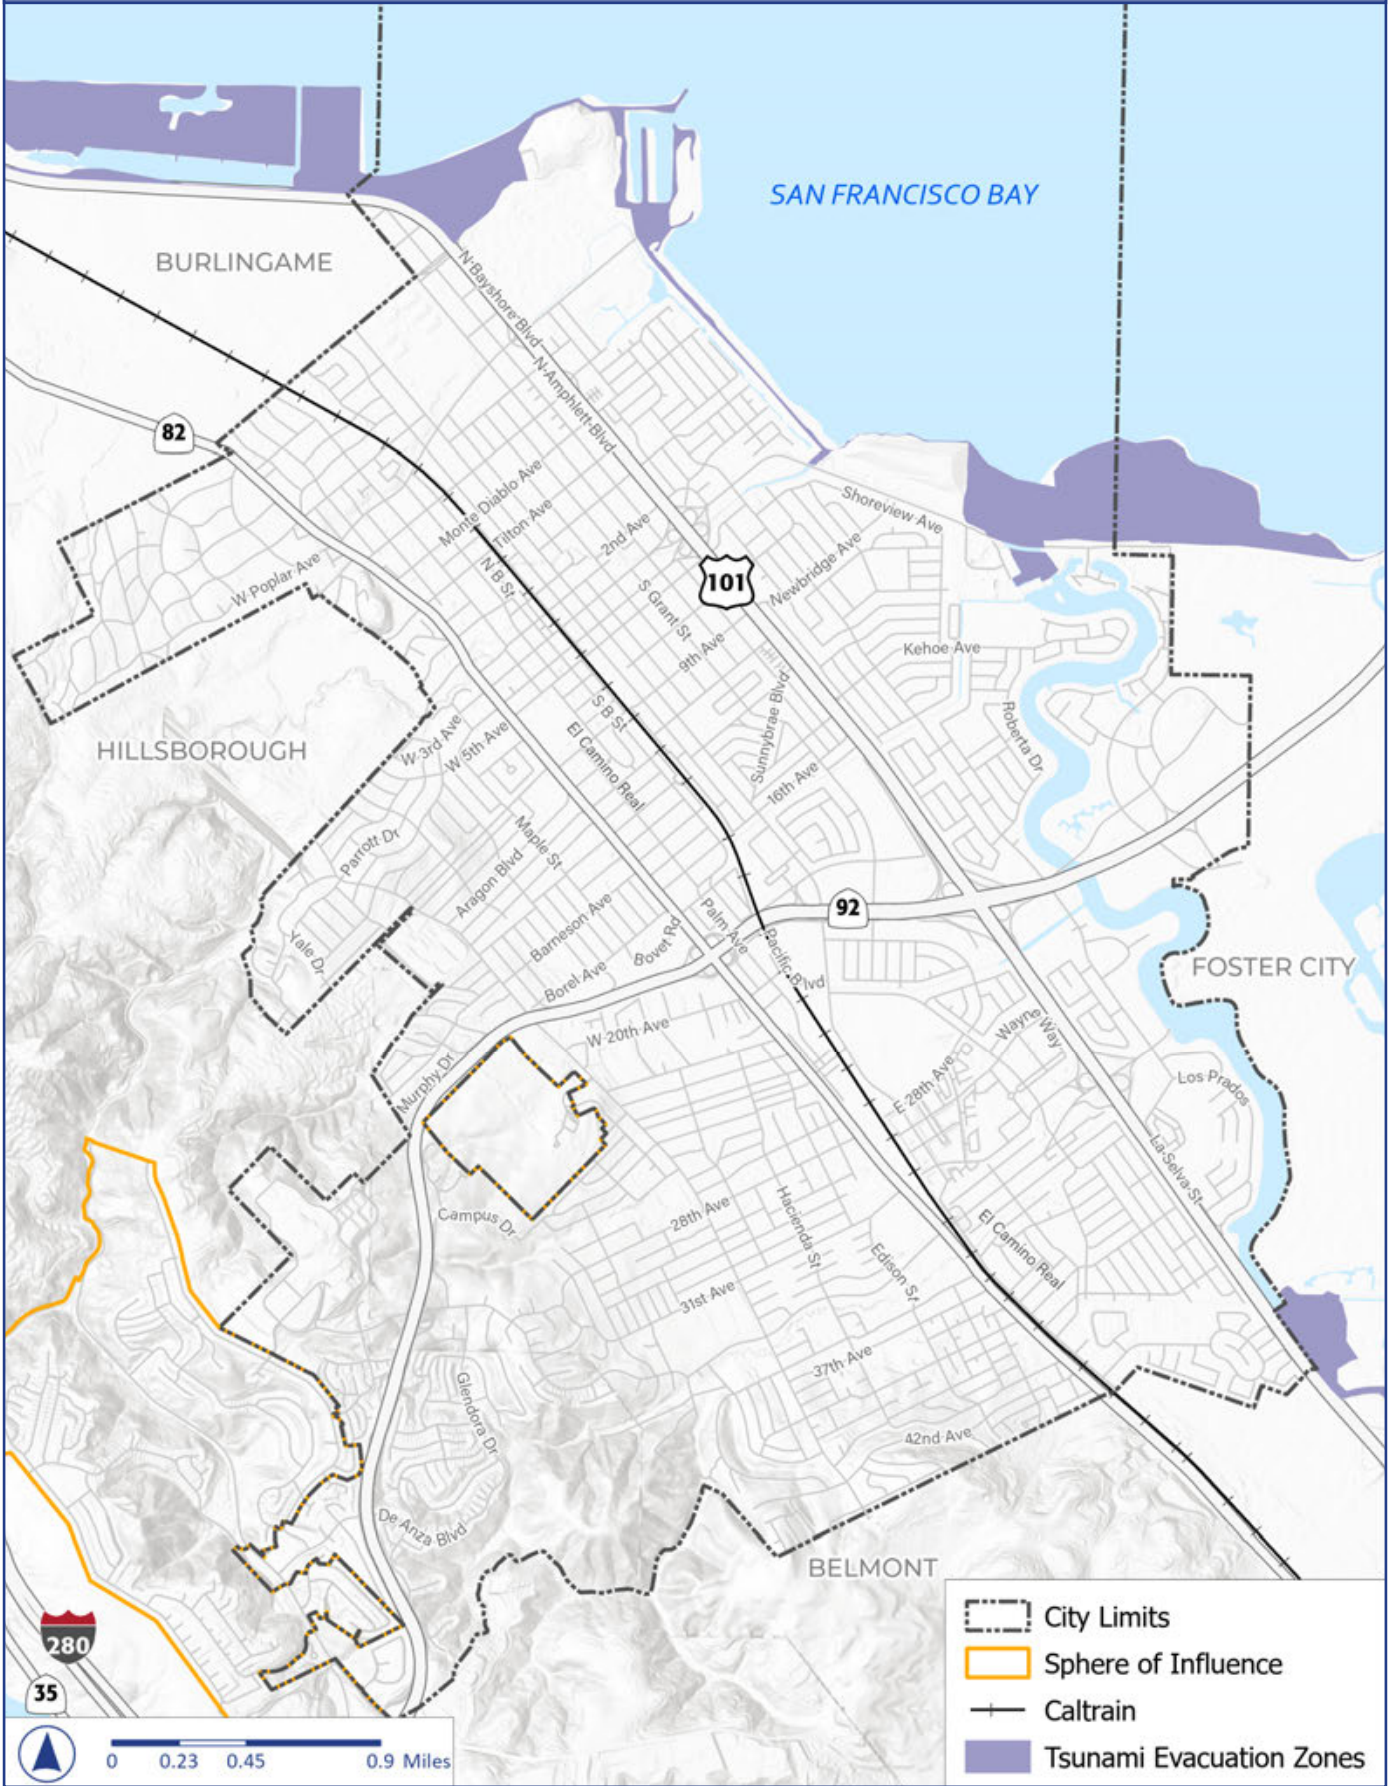 SAN FRANCISCO BAY
BURLINGAME
N Bayshore Blvd
N Amphlett Blvd
82
Monte Diablo Ave
Tilton Ave
2nd Ave
Shoreview Ave
N B St
W Poplar Ave
101
Newbridge Ave
S Grant St
9th Ave
Kehoe Ave
HILLSBOROUGH
W 3rd Ave
W 5th Ave
S B St
El Camino Real
Sunnybrae Blvd
16th Ave
Roberta Dr
Parrott Dr
Maple St
Aragon Blvd
Barneson Ave
Bovet Rd
Palm Ave
92
Yale Dr
Borel Ave
Pacific Blvd
FOSTER CITY
W 20th Ave
Wayne Way
Murphy Dr
E 28th Ave
Los Prados
La Selva St
Campus Dr
28th Ave
Hacienda St
El Camino Real
Edison St
31st Ave
37th Ave
Glendora Dr
42nd Ave
De Anza Blvd
BELMONT
280
35
City Limits
Sphere of Influence
Caltrain
Tsunami Evacuation Zones
0 0.23 0.45 0.9 Miles